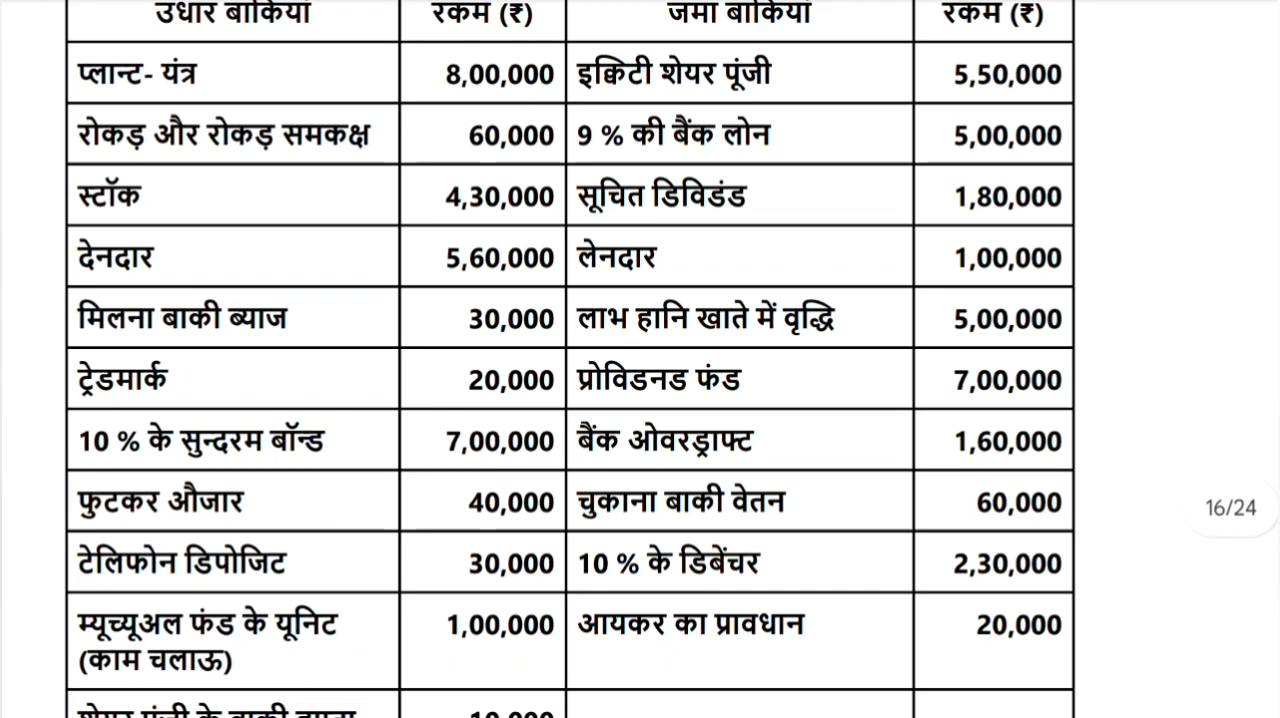 उधार बाकियां रकम (₹) जमा बाकियां रकम (₹)
प्लान्ट- यंत्र 8,00,000 इक्विटी शेयर पूंजी 5,50,000
रोकड़ और रोकड़ समकक्ष 60,000 9 % की बैंक लोन 5,00,000
स्टॉक 4,30,000 सूचित डिविडंड 1,80,000
देनदार 5,60,000 लेनदार 1,00,000
मिलना बाकी ब्याज 30,000 लाभ हानि खाते में वृद्धि 5,00,000
ट्रेडमार्क 20,000 प्रोविडनड फंड 7,00,000
10 % के सुन्दरम बॉन्ड 7,00,000 बैंक ओवरड्राफ्ट 1,60,000
फुटकर औजार 40,000 चुकाना बाकी वेतन 60,000
टेलिफोन डिपोजिट 30,000 10 % के डिबेंचर 2,30,000
म्यूच्यूअल फंड के यूनिट 1,00,000 आयकर का प्रावधान 20,000
(काम चलाऊ)
शेयर पूंजी के बाकी 10,000
16/24